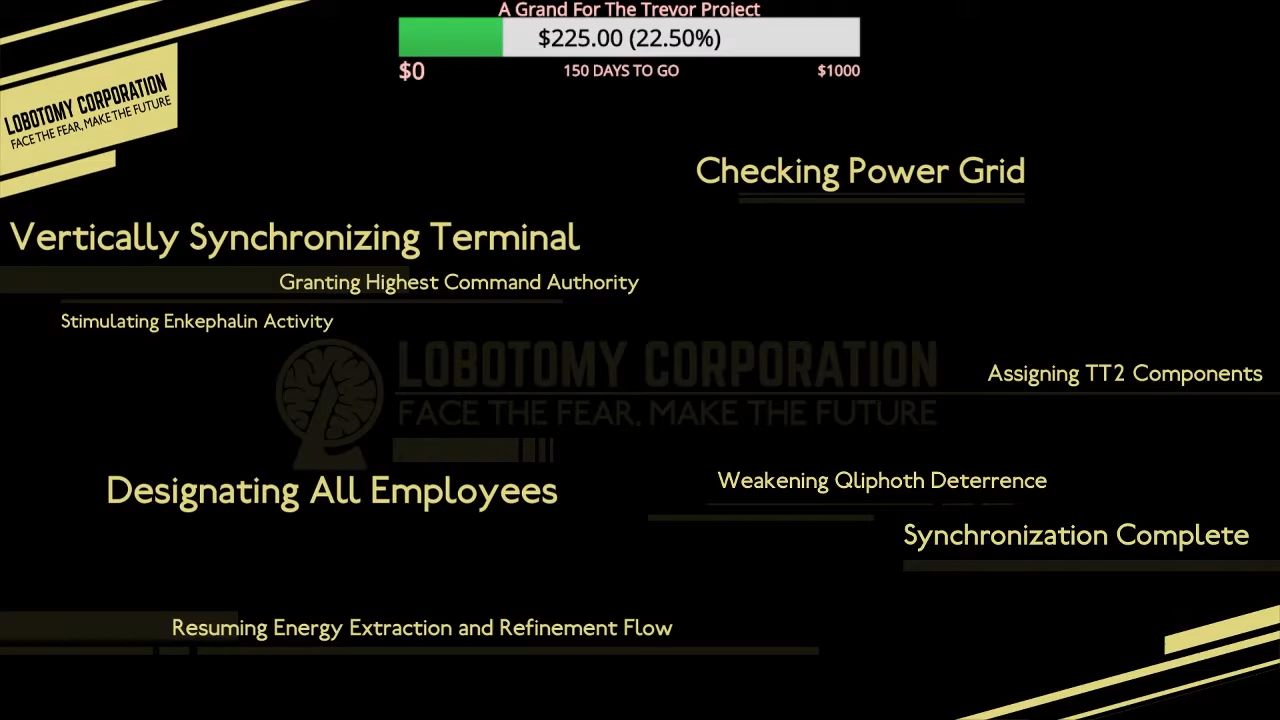 A Grand For The Trevor Project
$225.00 (22.50%)
$0
150 DAYS TO GO
$1000
LOBOTOMY CORPORATION
FACE THE FEAR, MAKE THE FUTURE
Checking Power Grid
Vertically Synchronizing Terminal
Granting Highest Command Authority
Stimulating Enkephalin Activity
LOBOTOMY CORPORATION
FACE THE FEAR, MAKE THE FUTURE
Assigning TT2 Components
Designating All Employees
Weakening Qliphoth Deterrence
Synchronization Complete
Resuming Energy Extraction and Refinement Flow